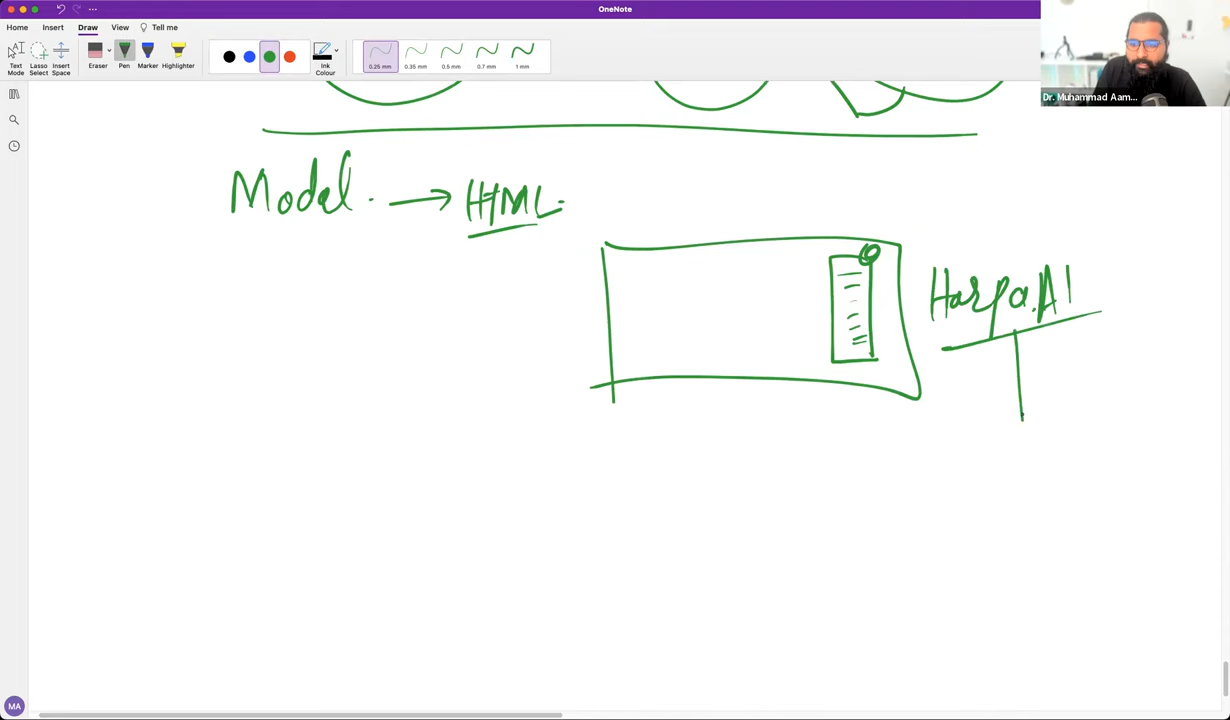 OneNote
Home Insert Draw View Tell me
Text Mode
Lasso Select
Insert Space
Eraser
Pen
Marker
Highlighter
Ink Colour
0.25 mm
0.35 mm
0.5 mm
0.7 mm
1 mm
Dr. Muhammad Aam...
Model. → HTML.
Harpa.AI
MA